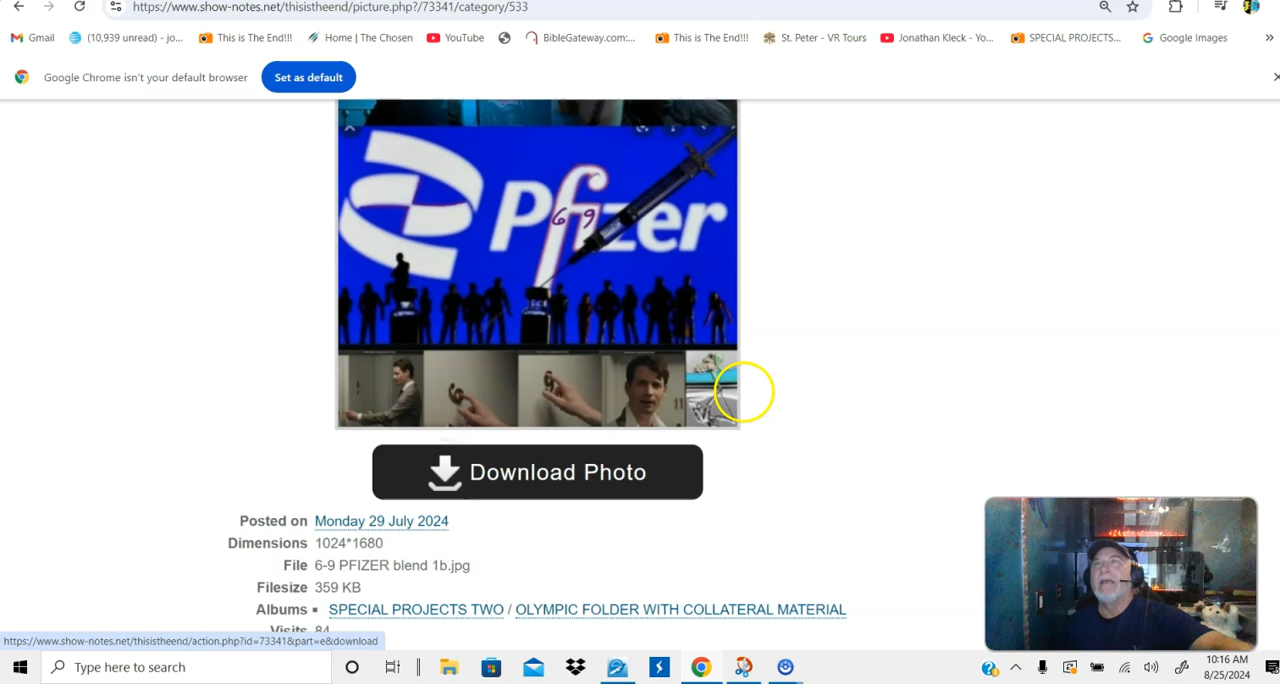 https://www.show-notes.net/thisistheend/picture.php?/73341/category/533
Gmail (10,939 unread) - jo... This is The End!!! Home | The Chosen YouTube BibleGateway.com:... This is The End!!! St. Peter - VR Tours Jonathan Kleck - Yo... SPECIAL PROJECTS... Google Images »
Google Chrome isn't your default browser Set as default
Pfizer
6 9
11
Download Photo
Posted on Monday 29 July 2024
Dimensions 1024*1680
File 6-9 PFIZER blend 1b.jpg
Filesize 359 KB
Albums ▪ SPECIAL PROJECTS TWO / OLYMPIC FOLDER WITH COLLATERAL MATERIAL
Visits 84
https://www.show-notes.net/thisistheend/action.php?id=73341&part=e&download
Type here to search
10:16 AM
8/25/2024